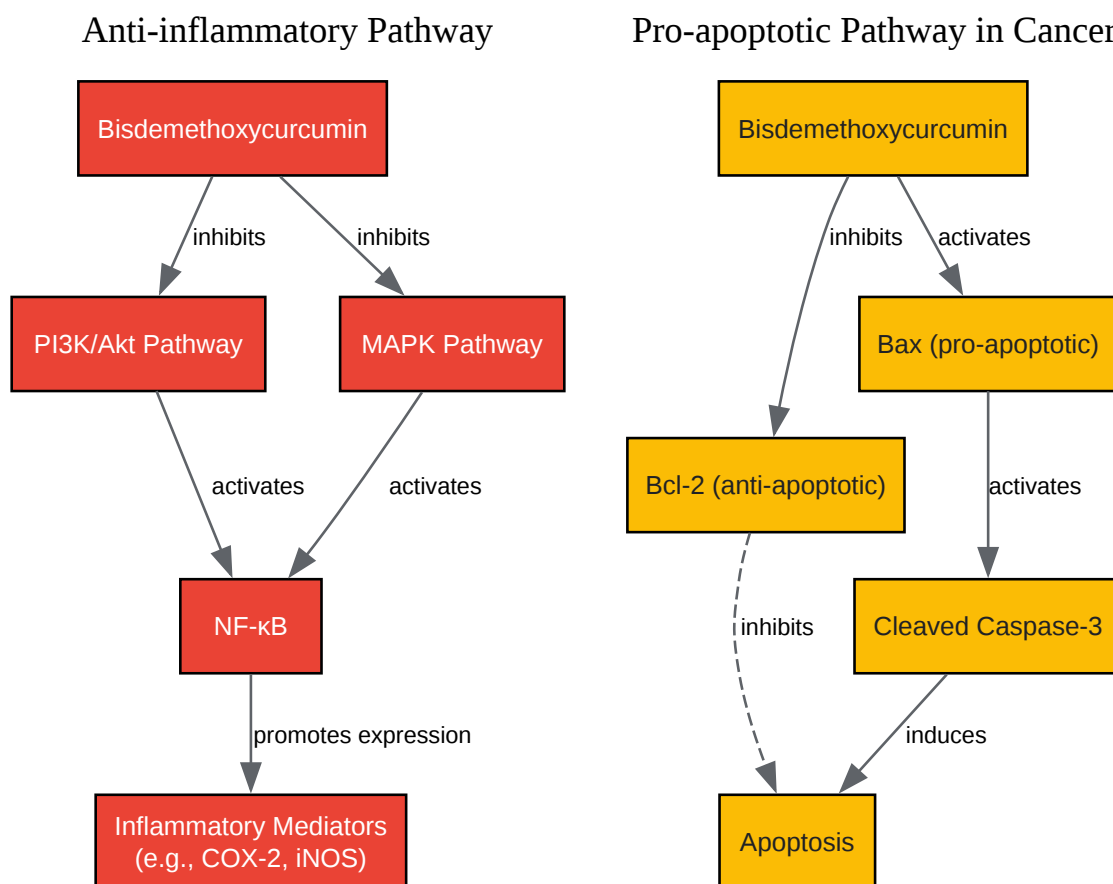 Anti-inflammatory Pathway
Bisdemethoxycurcumin
inhibits
inhibits
PI3K/Akt Pathway
MAPK Pathway
activates
activates
NF-κB
promotes expression
Inflammatory Mediators
(e.g., COX-2, iNOS)
Pro-apoptotic Pathway in Cancer
Bisdemethoxycurcumin
inhibits
activates
Bax (pro-apoptotic)
Bcl-2 (anti-apoptotic)
activates
Cleaved Caspase-3
inhibits
induces
Apoptosis